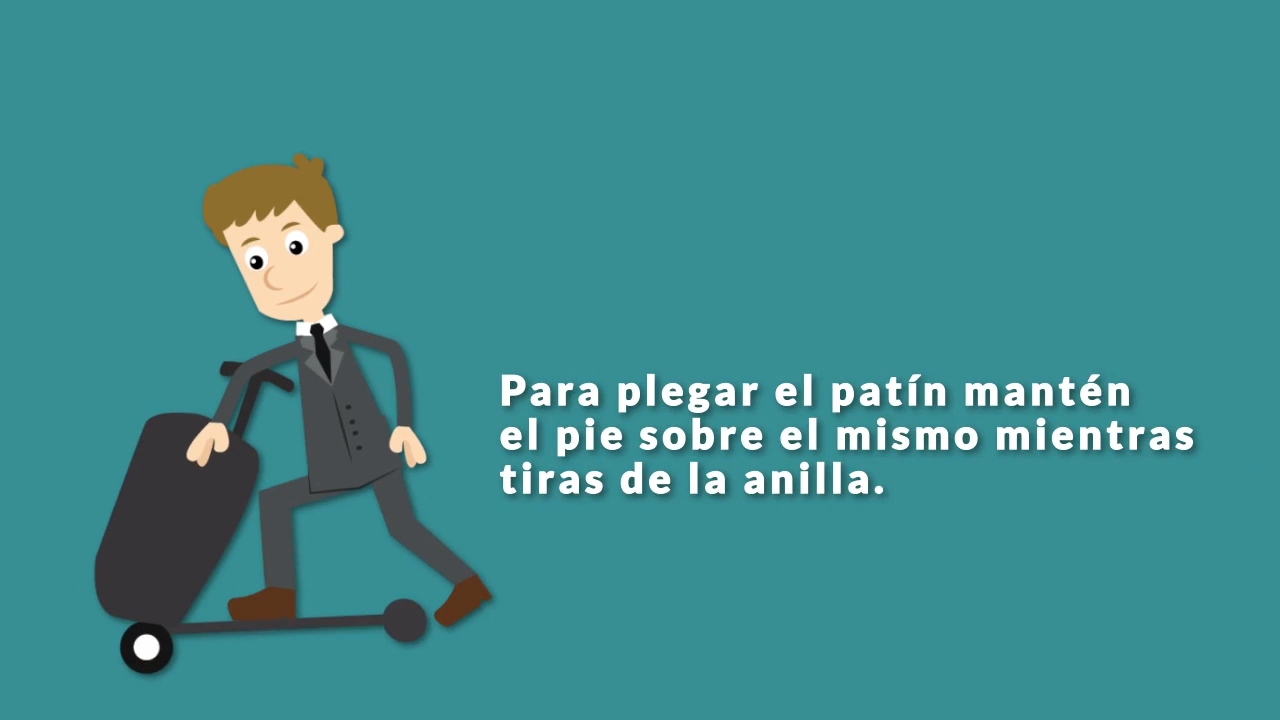 Para plegar el patín mantén
el pie sobre el mismo mientras
tiras de la anilla.